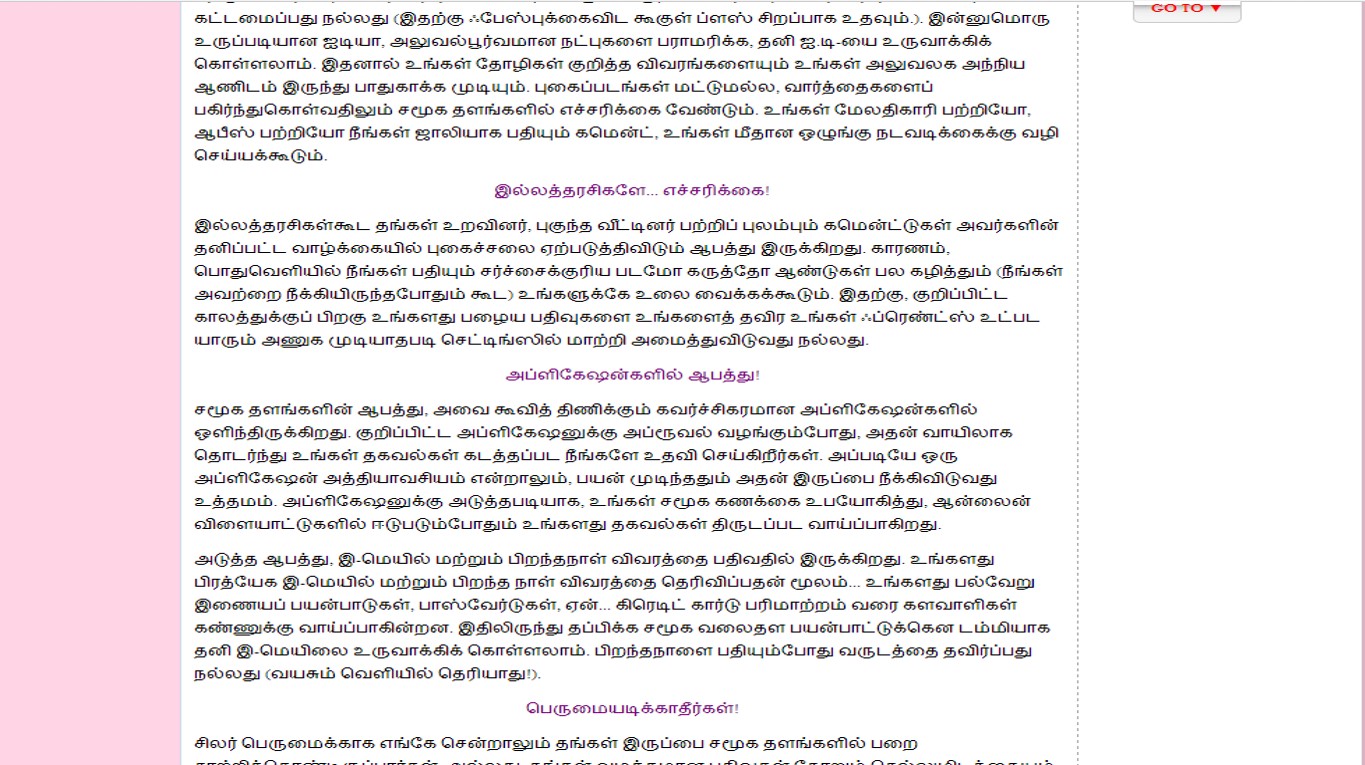 GO TO ▼
கட்டமைப்பது நல்லது (இதற்கு ஃபேஸ்புக்கைவிட கூகுள் ப்ளஸ் சிறப்பாக உதவும்.). இன்னுமொரு
உருப்படியான ஐடியா, அலுவல்பூர்வமான நட்புகளை பராமரிக்க, தனி ஐ.டி-யை உருவாக்கிக்
கொள்ளலாம். இதனால் உங்கள் தோழிகள் குறித்த விவரங்களையும் உங்கள் அலுவலக அந்நிய
ஆணிடம் இருந்து பாதுகாக்க முடியும். புகைப்படங்கள் மட்டுமல்ல, வார்த்தைகளைப்
பகிர்ந்துகொள்வதிலும் சமூக தளங்களில் எச்சரிக்கை வேண்டும். உங்கள் மேலதிகாரி பற்றியோ,
ஆபீஸ் பற்றியோ நீங்கள் ஜாலியாக பதியும் கமென்ட், உங்கள் மீதான ஒழுங்கு நடவடிக்கைக்கு வழி
செய்யக்கூடும்.
இல்லத்தரசிகளே... எச்சரிக்கை!
இல்லத்தரசிகள்கூட தங்கள் உறவினர், புகுந்த வீட்டினர் பற்றிப் புலம்பும் கமென்ட்டுகள் அவர்களின்
தனிப்பட்ட வாழ்க்கையில் புகைச்சலை ஏற்படுத்திவிடும் ஆபத்து இருக்கிறது. காரணம்,
பொதுவெளியில் நீங்கள் பதியும் சர்ச்சைக்குரிய படமோ கருத்தோ ஆண்டுகள் பல கழித்தும் (நீங்கள்
அவற்றை நீக்கியிருந்தபோதும் கூட) உங்களுக்கே உலை வைக்கக்கூடும். இதற்கு, குறிப்பிட்ட
காலத்துக்குப் பிறகு உங்களது பழைய பதிவுகளை உங்களைத் தவிர உங்கள் ஃப்ரெண்ட்ஸ் உட்பட
யாரும் அணுக முடியாதபடி செட்டிங்ஸில் மாற்றி அமைத்துவிடுவது நல்லது.
அப்ளிகேஷன்களில் ஆபத்து!
சமூக தளங்களின் ஆபத்து, அவை கூவித் திணிக்கும் கவர்ச்சிகரமான அப்ளிகேஷன்களில்
ஒளிந்திருக்கிறது. குறிப்பிட்ட அப்ளிகேஷனுக்கு அப்ரூவல் வழங்கும்போது, அதன் வாயிலாக
தொடர்ந்து உங்கள் தகவல்கள் கடத்தப்பட நீங்களே உதவி செய்கிறீர்கள். அப்படியே ஒரு
அப்ளிகேஷன் அத்தியாவசியம் என்றாலும், பயன் முடிந்ததும் அதன் இருப்பை நீக்கிவிடுவது
உத்தமம். அப்ளிகேஷனுக்கு அடுத்தபடியாக, உங்கள் சமூக கணக்கை உபயோகித்து, ஆன்லைன்
விளையாட்டுகளில் ஈடுபடும்போதும் உங்களது தகவல்கள் திருடப்பட வாய்ப்பாகிறது.
அடுத்த ஆபத்து, இ-மெயில் மற்றும் பிறந்தநாள் விவரத்தை பதிவதில் இருக்கிறது. உங்களது
பிரத்யேக இ-மெயில் மற்றும் பிறந்த நாள் விவரத்தை தெரிவிப்பதன் மூலம்... உங்களது பல்வேறு
இணையப் பயன்பாடுகள், பாஸ்வேர்டுகள், ஏன்... கிரெடிட் கார்டு பரிமாற்றம் வரை களவாளிகள்
கண்ணுக்கு வாய்ப்பாகின்றன. இதிலிருந்து தப்பிக்க சமூக வலைதள பயன்பாட்டுக்கென டம்மியாக
தனி இ-மெயிலை உருவாக்கிக் கொள்ளலாம். பிறந்தநாளை பதியும்போது வருடத்தை தவிர்ப்பது
நல்லது (வயசும் வெளியில் தெரியாது!).
பெருமையடிக்காதீர்கள்!
சிலர் பெருமைக்காக எங்கே சென்றாலும் தங்கள் இருப்பை சமூக தளங்களில் பறை